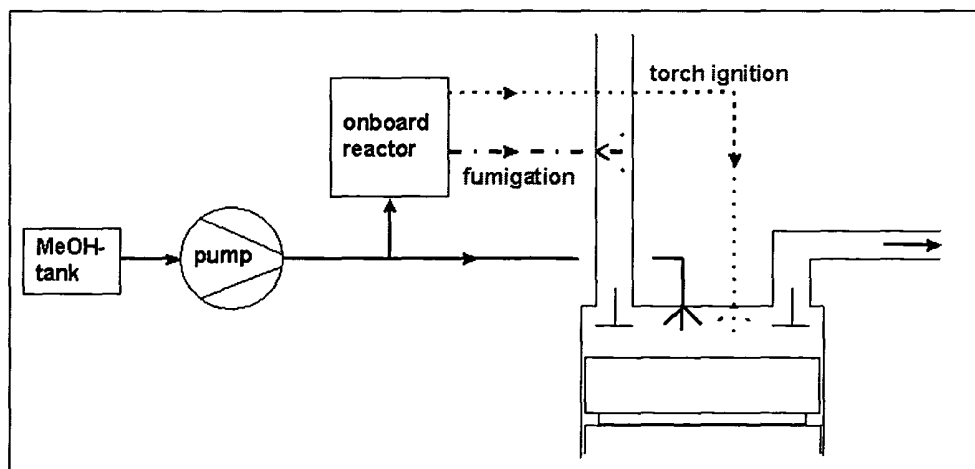 torch ignition
onboard
reactor
fumigation
MeOH-
tank
pump